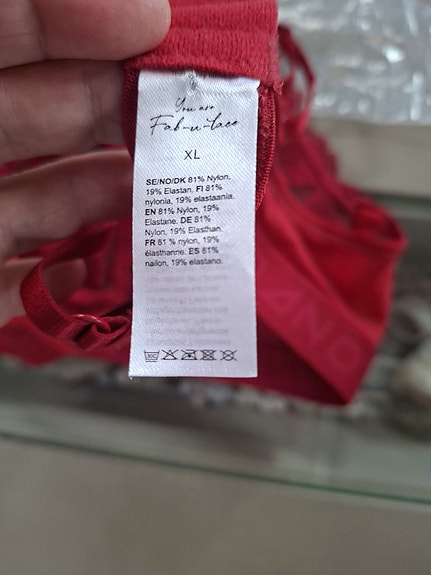 You are
Fab-u-lace
XL
SE/NO/DK 81% Nylon,
19% Elastan. FI 81%
nylonia, 19% elastaania.
EN 81% Nylon, 19%
Elastane. DE 81%
Nylon, 19% Elasthan.
FR 81 % nylon, 19%
élasthanne. ES 81%
nailon, 19% elastano.